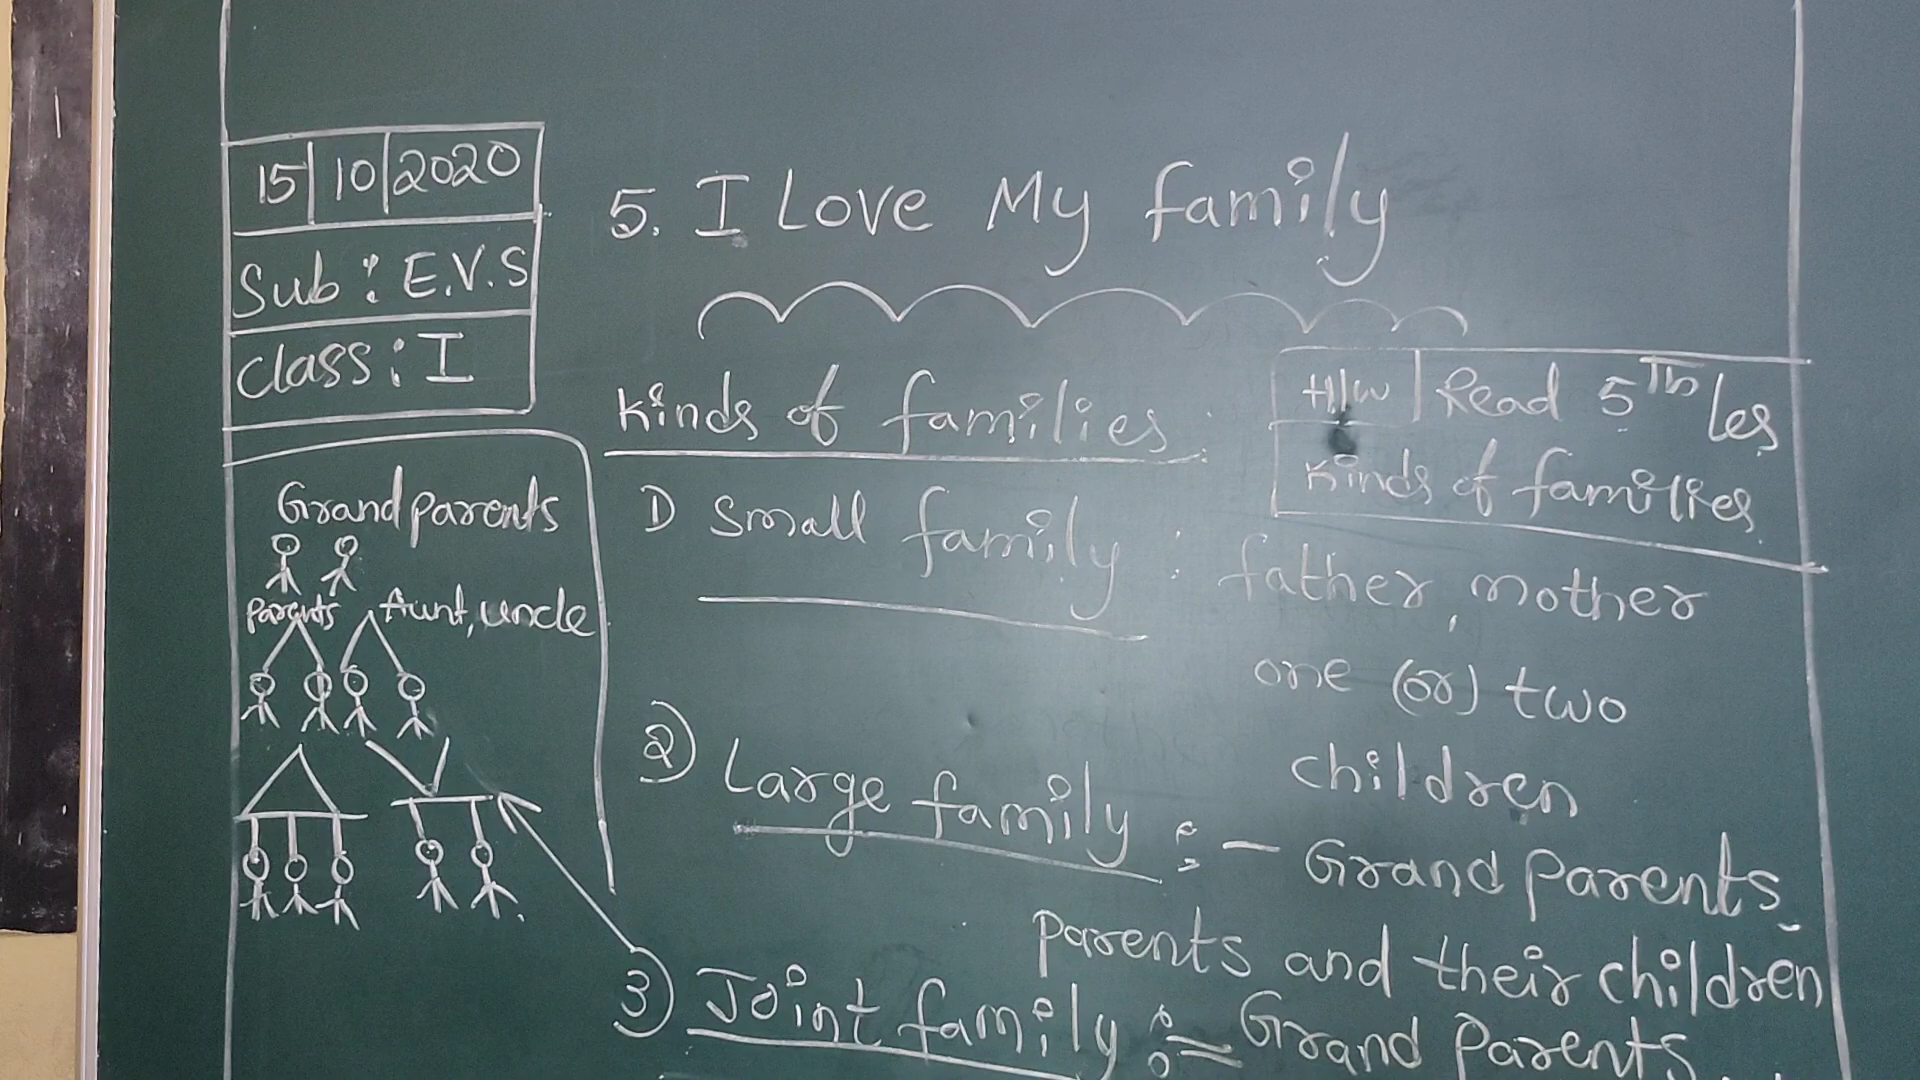 15/10/2020
Sub: E.V.S
Class: I
5. I Love My family
Kinds of families:
H/W | Read 5Th Les
Kinds of families
Grandparents
Parents Aunt, uncle
1) Small family: father, mother
one (or) two
children
2) Large family :- Grand Parents
Parents and their children
3) Joint family := Grand Parents,